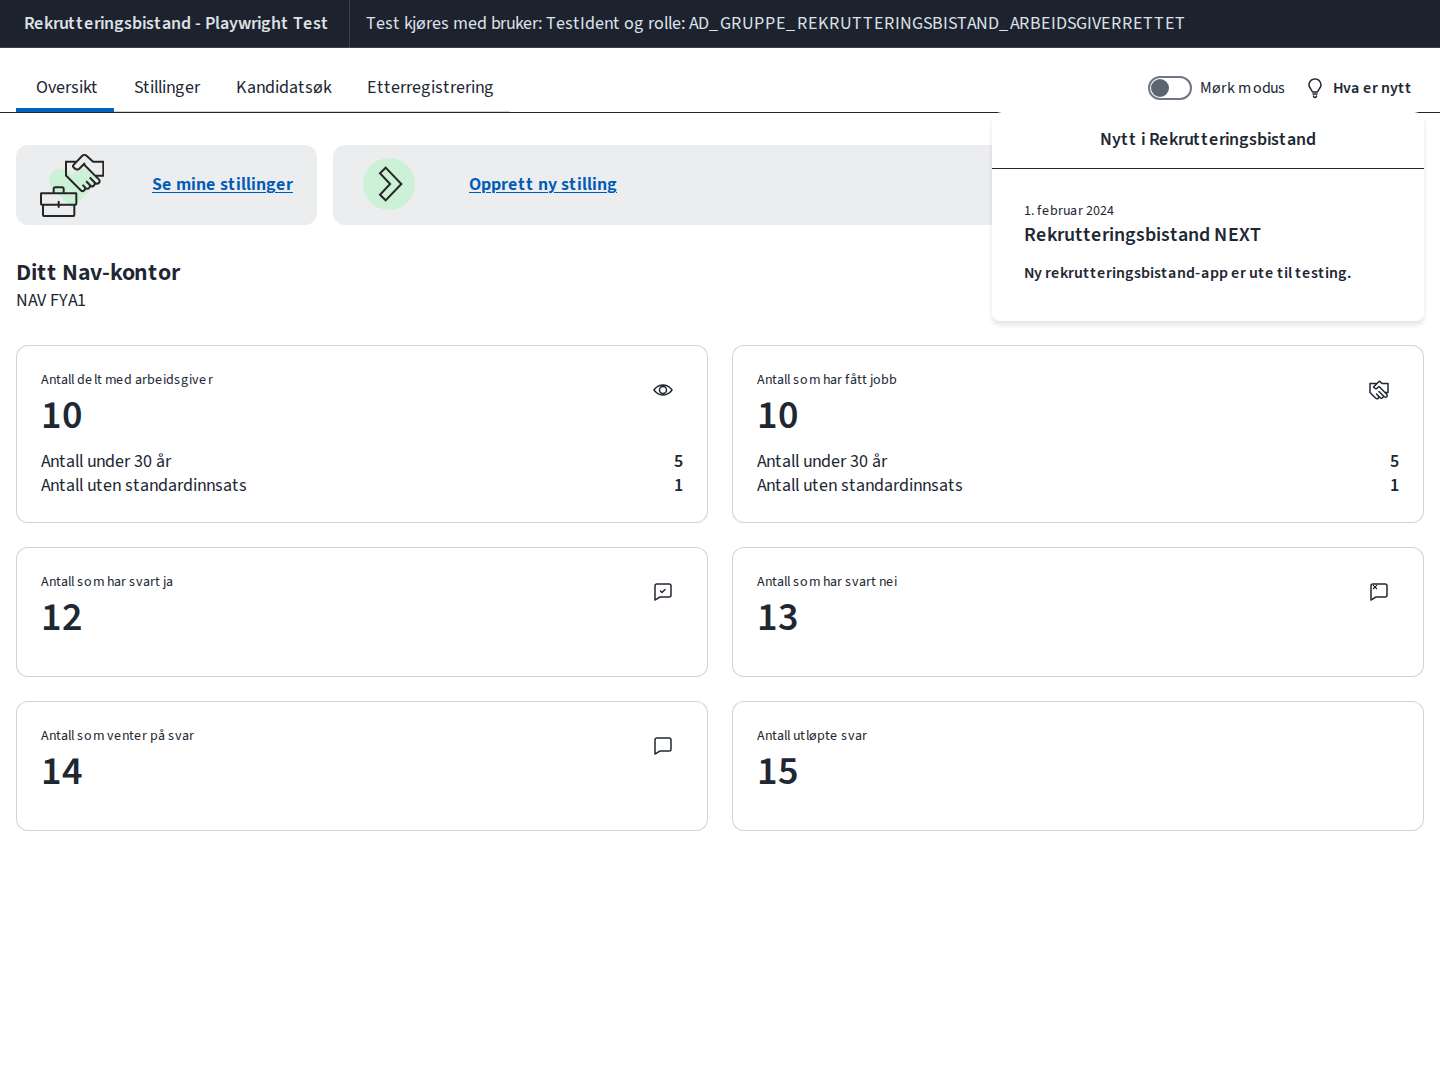 Rekrutteringsbistand - Playwright Test
Test kjøres med bruker: TestIdent og rolle: AD_GRUPPE_REKRUTTERINGSBISTAND_ARBEIDSGIVERRETTET
Oversikt
Stillinger
Kandidatsøk
Etterregistrering
Mørk modus
Hva er nytt
Nytt i Rekrutteringsbistand
1. februar 2024
Rekrutteringsbistand NEXT
Ny rekrutteringsbistand-app er ute til testing.
Se mine stillinger
Opprett ny stilling
Ditt Nav-kontor
NAV FYA1
Antall delt med arbeidsgiver
10
Antall under 30 år 5
Antall uten standardinnsats 1
Antall som har fått jobb
10
Antall under 30 år 5
Antall uten standardinnsats 1
Antall som har svart ja
12
Antall som har svart nei
13
Antall som venter på svar
14
Antall utløpte svar
15